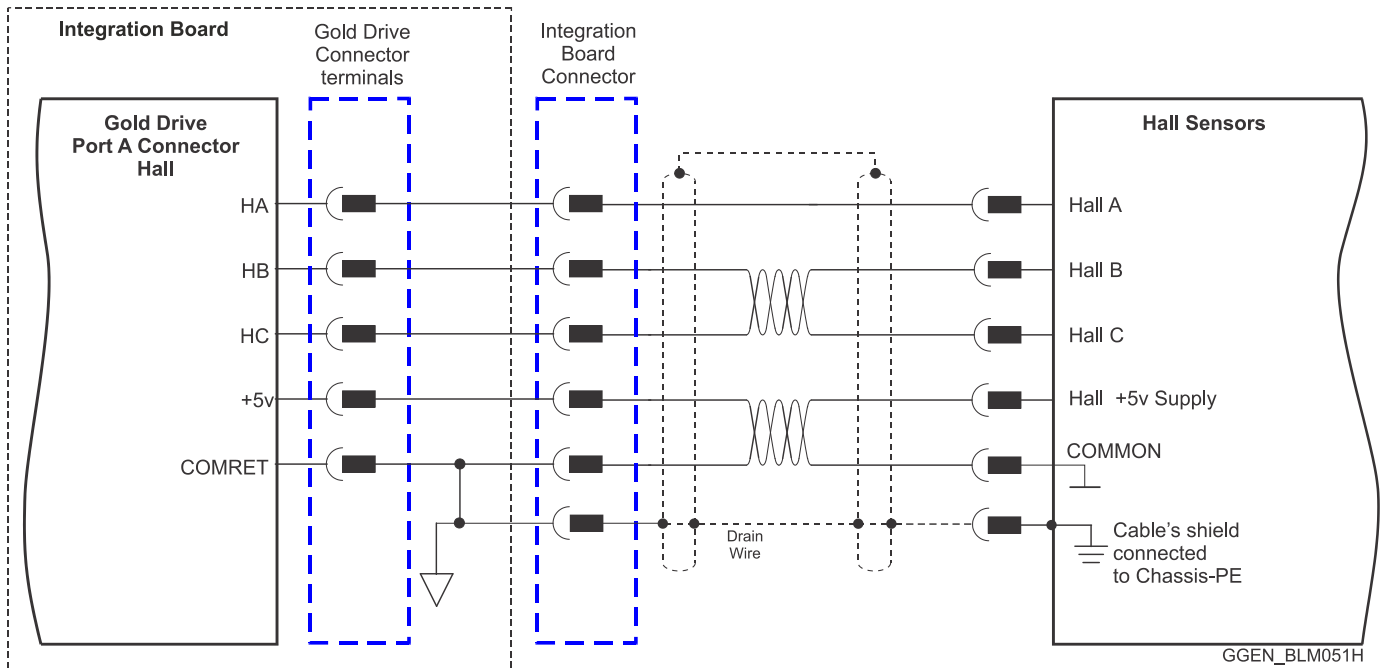 Integration Board
Gold Drive
Connector
terminals
Integration
Board
Connector
Gold Drive
Port A Connector
Hall
Hall Sensors
HA
Hall A
HB
Hall B
HC
Hall C
+5v
Hall +5v Supply
COMRET
COMMON
Drain
Wire
Cable's shield
connected
to Chassis-PE
GGEN_BLM051H